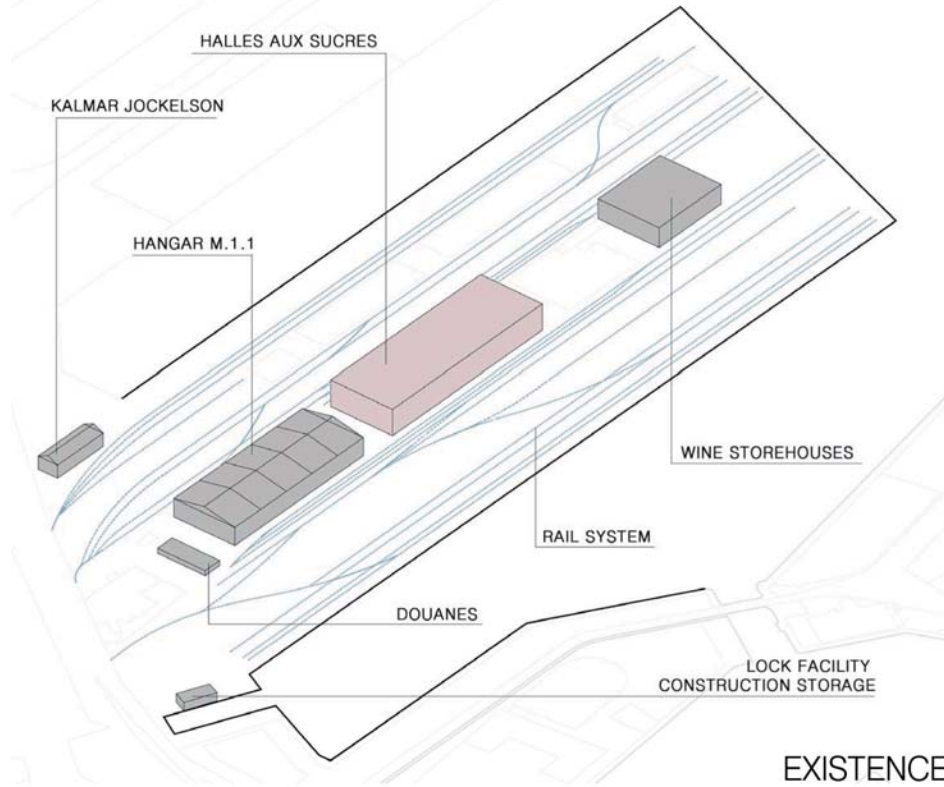 HALLES AUX SUCRES
KALMAR JOCKELSON
HANGAR M.1.1
WINE STOREHOUSES
RAIL SYSTEM
DOUANES
LOCK FACILITY
CONSTRUCTION STORAGE
EXISTENCE